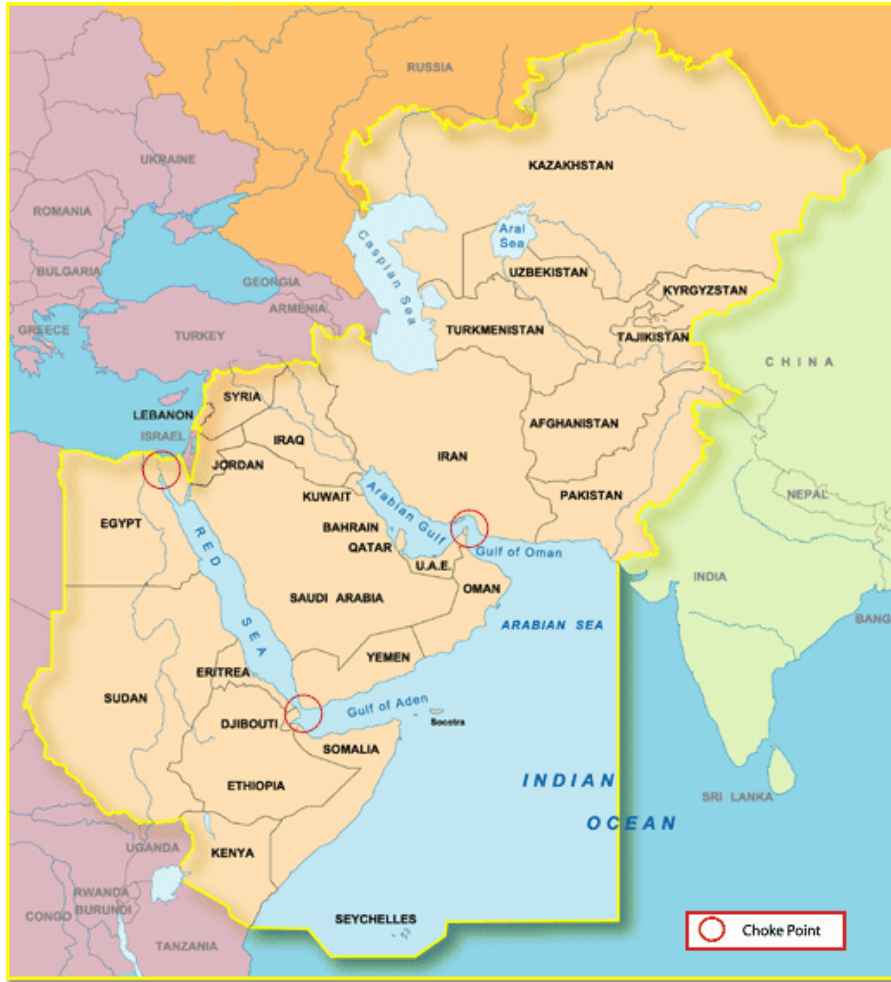 RUSSIA
KAZAKHSTAN
UKRAINE
ROMANIA
Aral
Sea
Caspian Sea
BULGARIA
UZBEKISTAN
GEORGIA
KYRGYZSTAN
ARMENIA
GREECE
TURKEY
TURKMENISTAN
TAJIKISTAN
CHINA
SYRIA
LEBANON
AFGHANISTAN
ISRAEL
IRAQ
IRAN
JORDAN
PAKISTAN
NEPAL
KUWAIT
Arabian Gulf
EGYPT
BAHRAIN
QATAR
Gulf of Oman
RED SEA
U.A.E.
INDIA
OMAN
SAUDI ARABIA
BANG
ARABIAN SEA
YEMEN
ERITREA
SUDAN
Gulf of Aden
DJIBOUTI
Socotra
SOMALIA
ETHIOPIA
INDIAN
OCEAN
SRI LANKA
UGANDA
KENYA
RWANDA
BURUNDI
CONGO
SEYCHELLES
TANZANIA
Choke Point